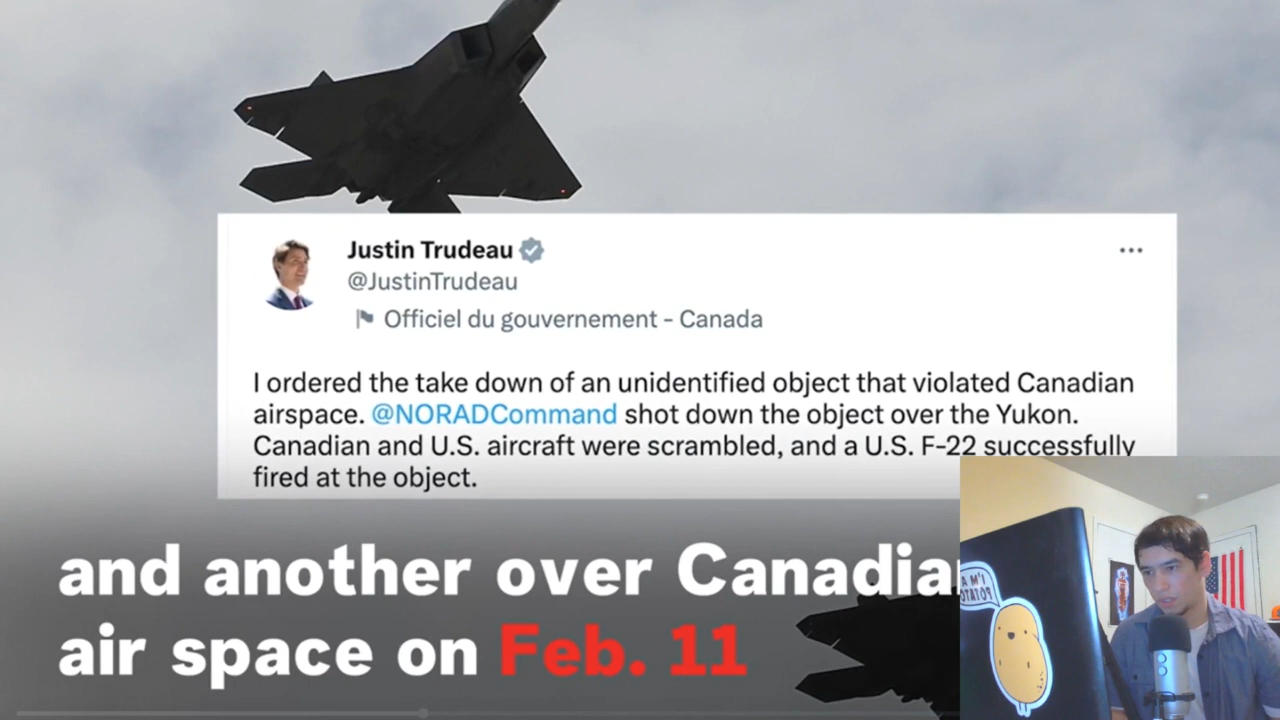 Justin Trudeau
@JustinTrudeau
Officiel du gouvernement - Canada
I ordered the take down of an unidentified object that violated Canadian
airspace. @NORADCommand shot down the object over the Yukon.
Canadian and U.S. aircraft were scrambled, and a U.S. F-22 successfully
fired at the object.
and another over Canadia
air space on Feb. 11
I'M A
POTATO